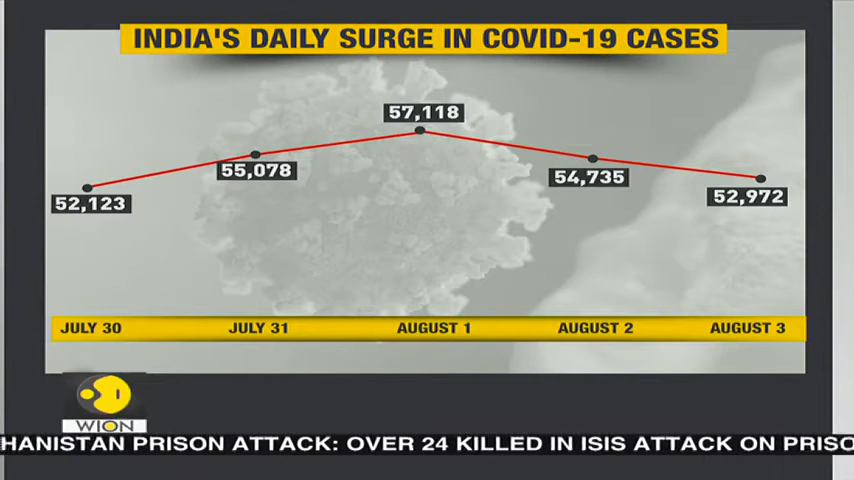 INDIA'S DAILY SURGE IN COVID-19 CASES
57,118
55,078
54,735
52,123
52,972
JULY 30
JULY 31
AUGUST 1
AUGUST 2
AUGUST 3
WION
HANISTAN PRISON ATTACK: OVER 24 KILLED IN ISIS ATTACK ON PRISO